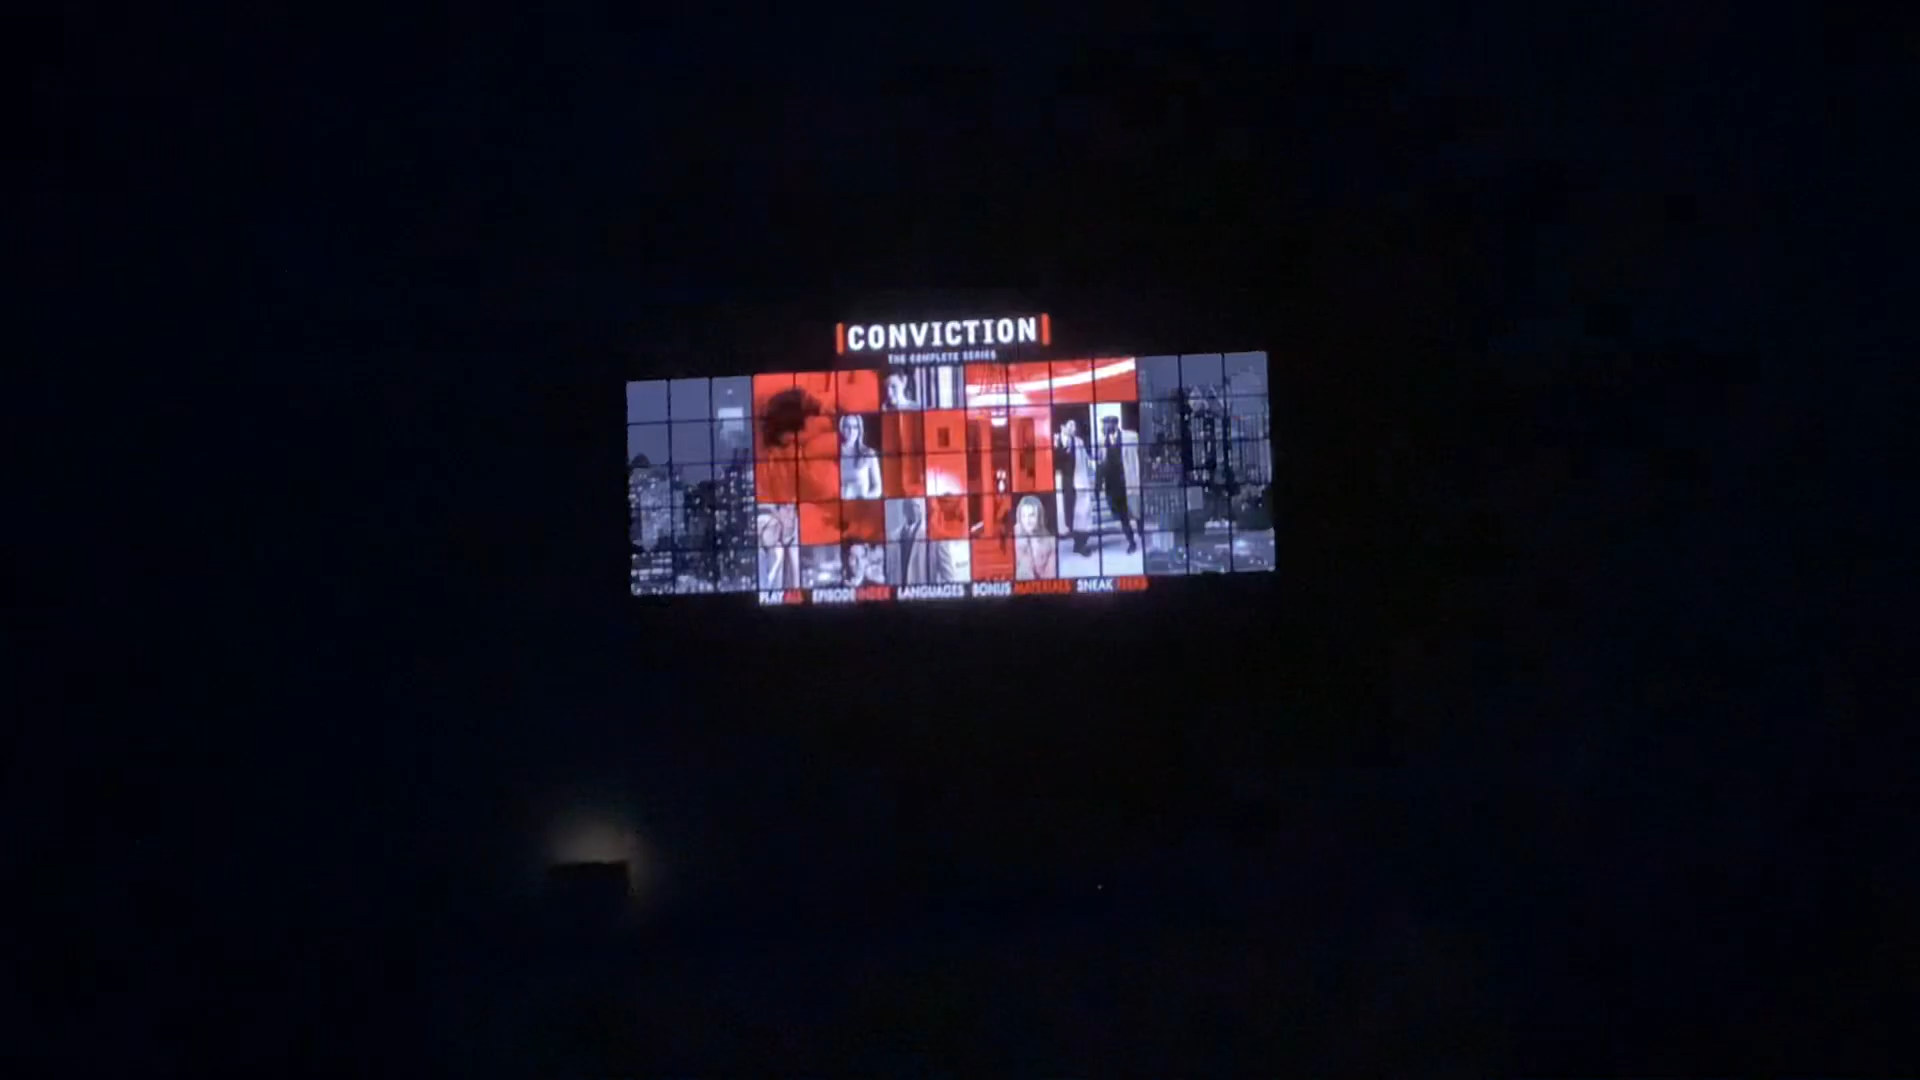 CONVICTION
THE COMPLETE SERIES
PLAY ALL EPISODE INDEX LANGUAGES BONUS MATERIALS SNEAK PEEKS